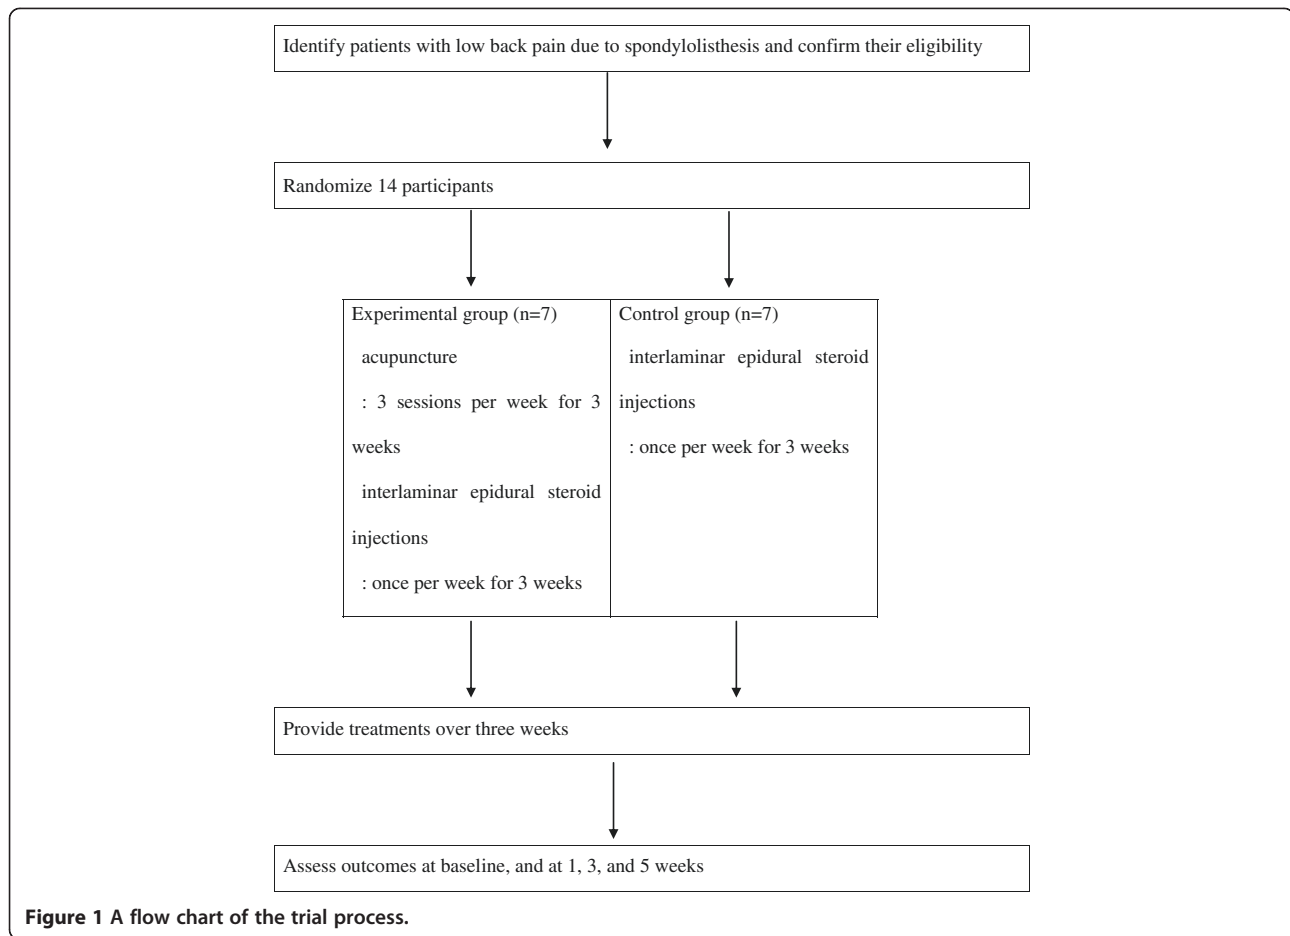 Identify patients with low back pain due to spondylolisthesis and confirm their eligibility
Randomize 14 participants
Experimental group (n=7)
acupuncture
: 3 sessions per week for 3
weeks
interlaminar epidural steroid
injections
: once per week for 3 weeks
Control group (n=7)
interlaminar epidural steroid
injections
: once per week for 3 weeks
Provide treatments over three weeks
Assess outcomes at baseline, and at 1, 3, and 5 weeks
Figure 1 A flow chart of the trial process.